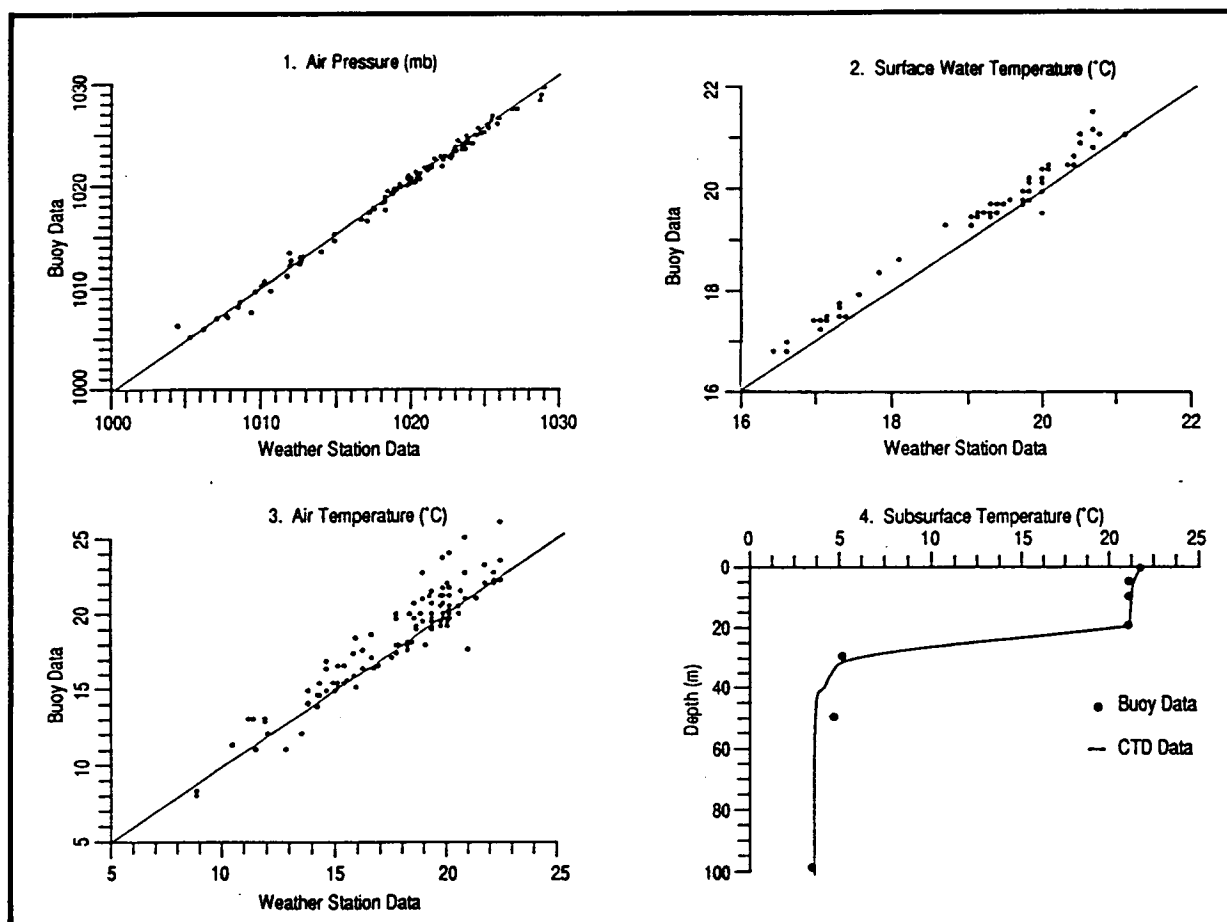 1. Air Pressure (mb)
1030
1020
1010
1000
Buoy Data
1000 1010 1020 1030
Weather Station Data
2. Surface Water Temperature (˚C)
22
20
18
16
Buoy Data
16 18 20 22
Weather Station Data
3. Air Temperature (˚C)
25
20
15
10
5
Buoy Data
5 10 15 20 25
Weather Station Data
4. Subsurface Temperature (˚C)
0 5 10 15 20 25
0
20
40
60
80
100
Depth (m)
Buoy Data
CTD Data